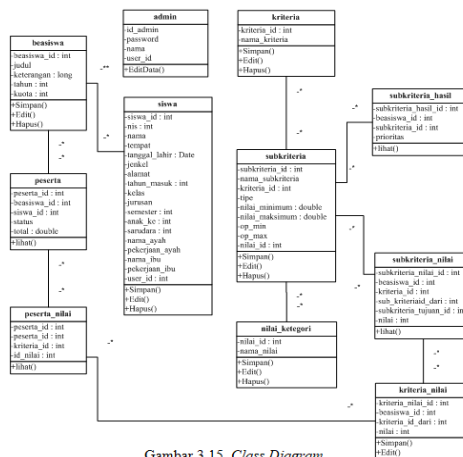 admin
-id_admin
-password
-nama
-user_id
+EditData()
kriteria
-kriteria_id : int
-nama_kriteria
+Simpan()
+Edit()
+Hapus()
beasiswa
-beasiswa_id : int
-judul
-keterangan : long
-tahun : int
-kuota : int
+Simpan()
+Edit()
+Hapus()
subkriteria_hasil
-subkriteria_hasil_id : int
-beasiswa_id : int
-subkriteria_id : int
-prioritas
+lihat()
siswa
-siswa_id : int
-nis : int
-nama
-tempat
-tanggal_lahir : Date
-jenkel
-alamat
-tahun_masuk : int
-kelas
-jurusan
-semester : int
-anak_ke : int
-sarudara : int
-nama_ayah
-pekerjaan_ayah
-nama_ibu
-pekerjaan_ibu
-user_id : int
+Simpan()
+Edit()
+Hapus()
subkriteria
-subkriteria_id : int
-nama_subkriteria
-kriteria_id : int
-tipe
-nilai_minimum : double
-nilai_maksimum : double
-op_min
-op_max
-nilai_id : int
+Simpan()
+Edit()
+Hapus()
peserta
-peserta_id : int
-beasiswa_id : int
-siswa_id : int
-status
-total : double
+lihat()
subkriteria_nilai
-subkriteria_nilai_id : int
-beasiswa_id : int
-kriteria_id : int
-sub_kriteriaid_dari : int
-subkriteria_tujuan_id : int
-nilai : int
+lihat()
peserta_nilai
-peserta_id : int
-peserta_id : int
-kriteria_id : int
-id_nilai : int
+lihat()
nilai_ketegori
-nilai_id : int
-nama_nilai
+Simpan()
+Edit()
+Hapus()
kriteria_nilai
-kriteria_nilai_id : int
-beasiswa_id : int
-kriteria_id_dari : int
-nilai : int
+Simpan()
+Edit()
Gambar 3.15. Class Diagram